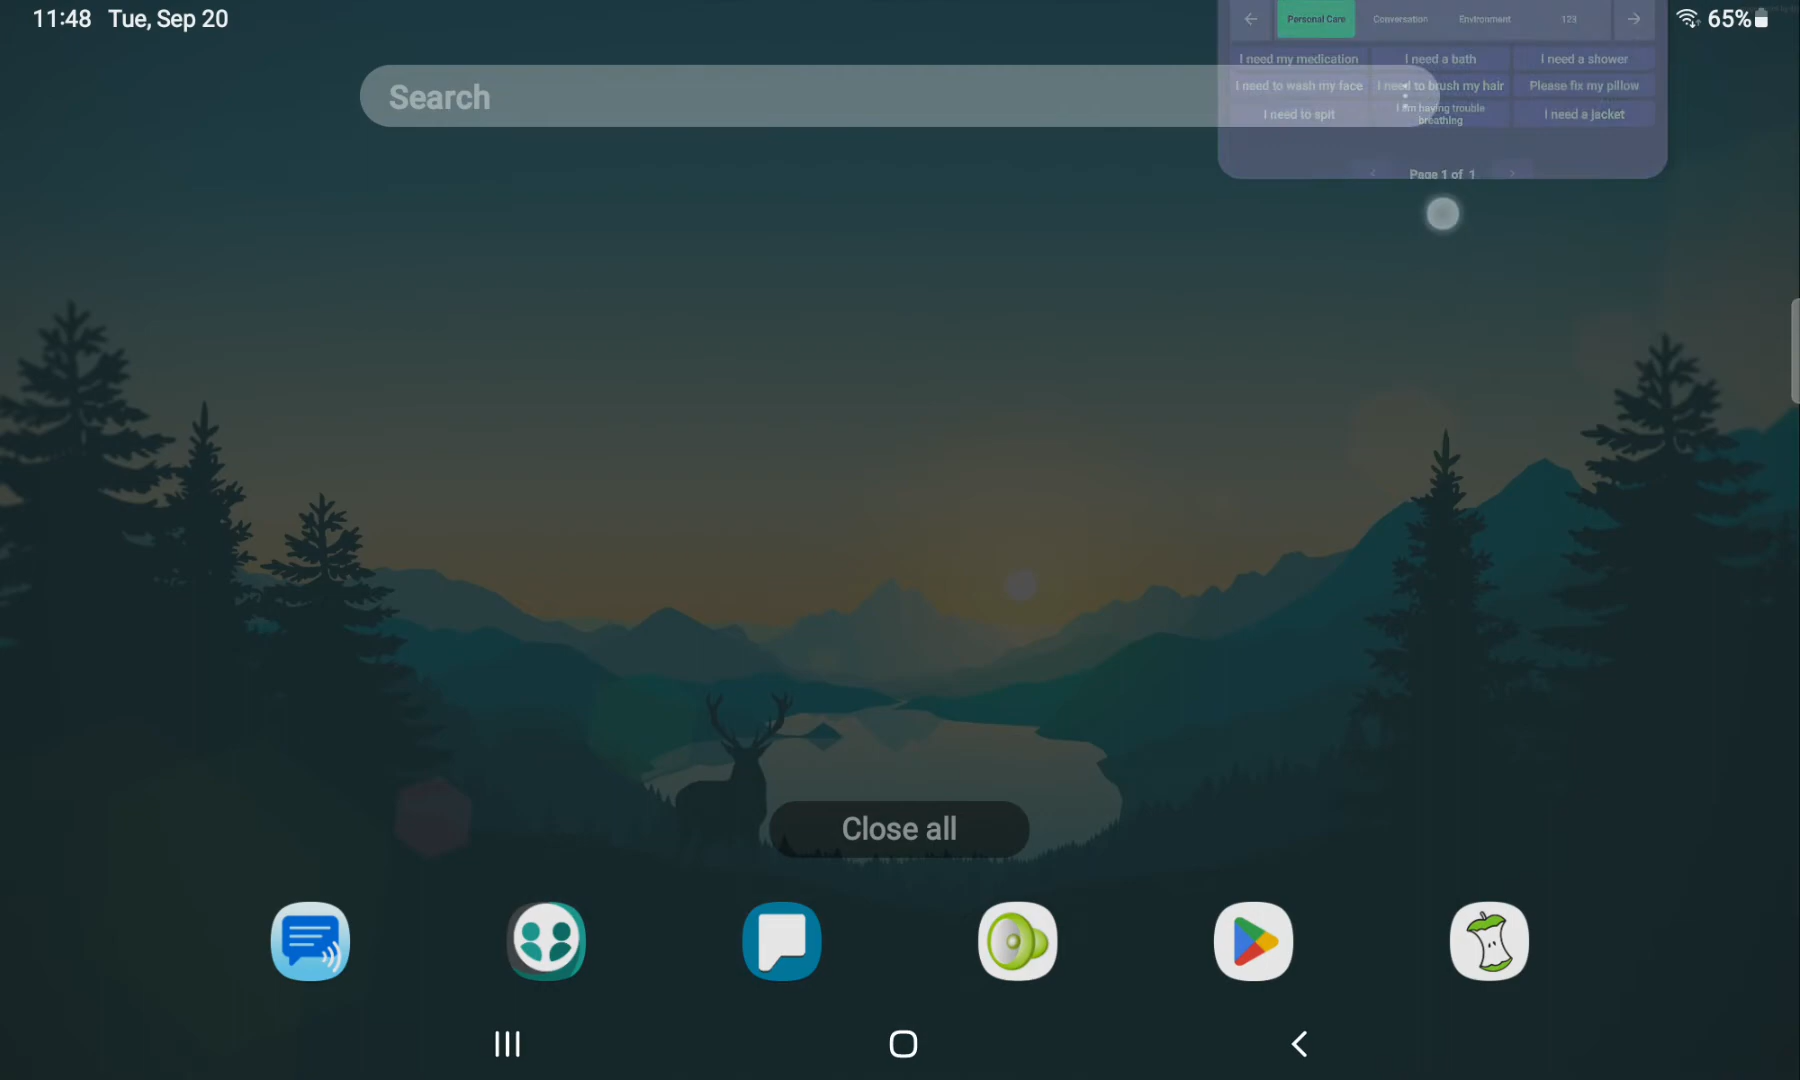 11:48 Tue, Sep 20
65%
Personal Care Conversation Environment 123
I need my medication I need a bath I need a shower
Search
I need to wash my face I need to brush my hair Please fix my pillow
I need to spit I am having trouble breathing I need a jacket
Page 1 of 1
Close all